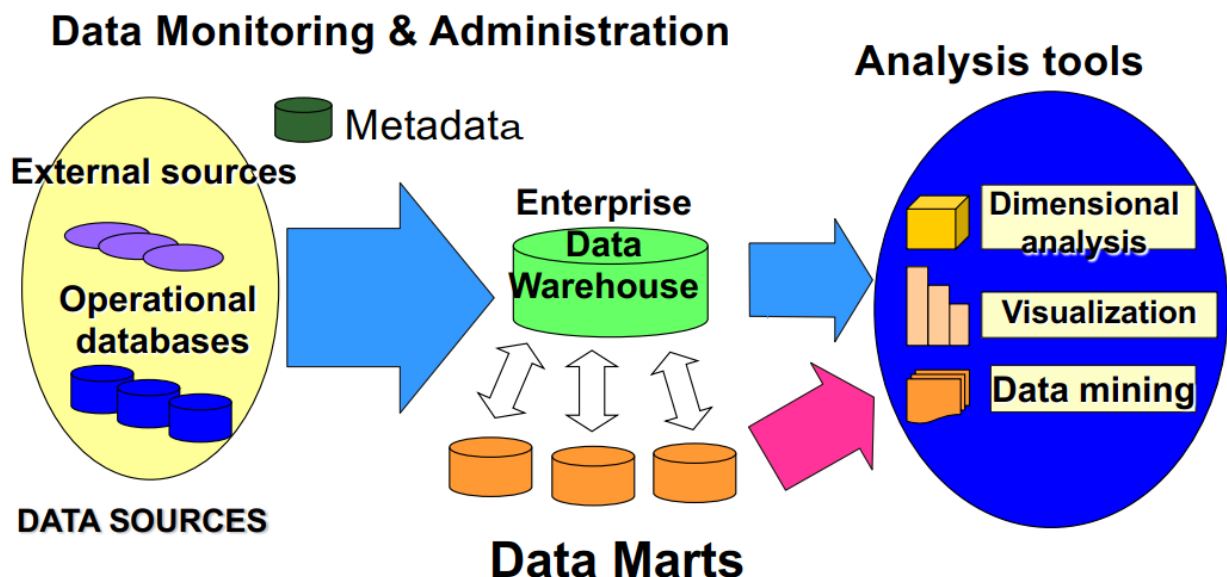 Data Monitoring & Administration
Analysis tools
Metadata
External sources
Operational
databases
DATA SOURCES
Enterprise
Data
Warehouse
Data Marts
Dimensional
analysis
Visualization
Data mining